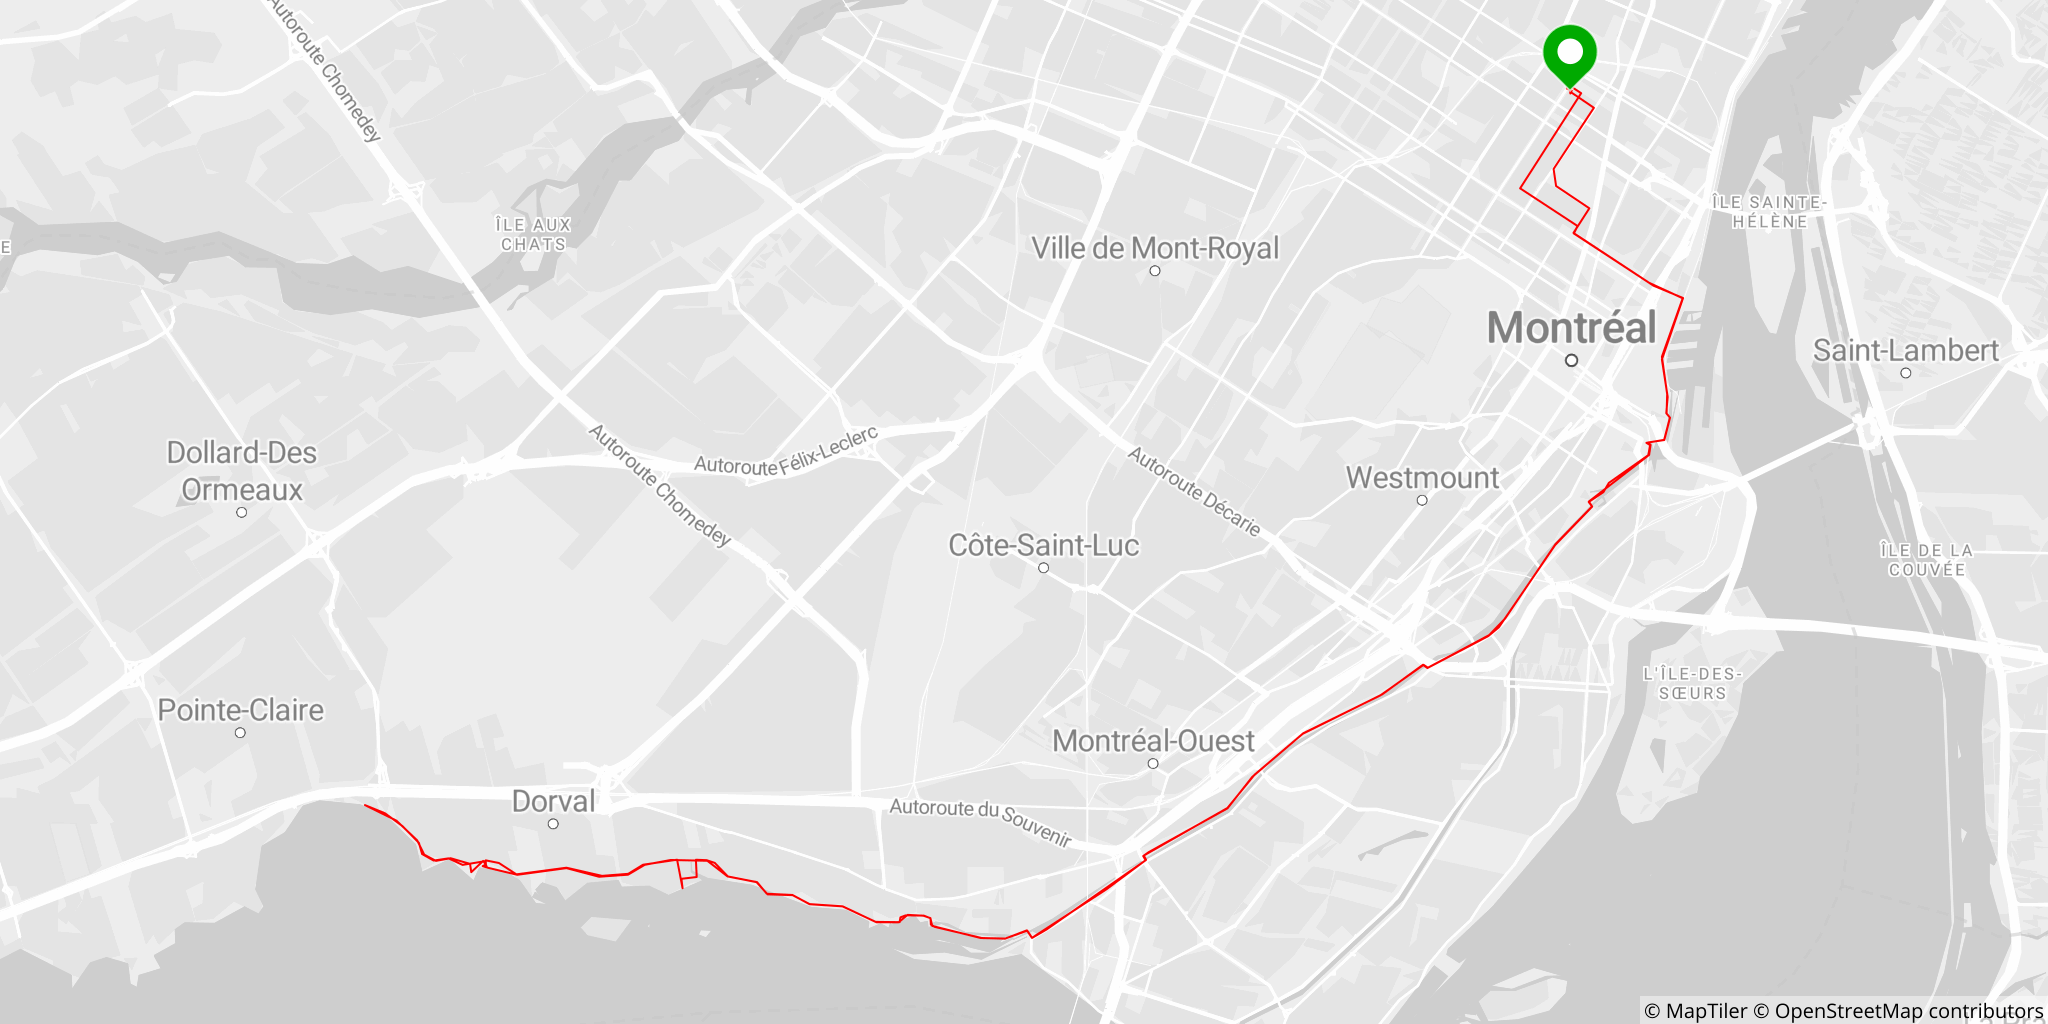 Autoroute Chomedey
ÎLE AUX
CHATS
E
Ville de Mont-Royal
ÎLE SAINTE-
HÉLÈNE
Montréal
Saint-Lambert
Dollard-Des
Ormeaux
Autoroute Félix-Leclerc
Autoroute Chomedey
Autoroute Décarie
Westmount
Côte-Saint-Luc
ÎLE DE LA
COUVÉE
L'ÎLE-DES-
SŒURS
Pointe-Claire
Montréal-Ouest
Dorval
Autoroute du Souvenir
© MapTiler © OpenStreetMap contributors